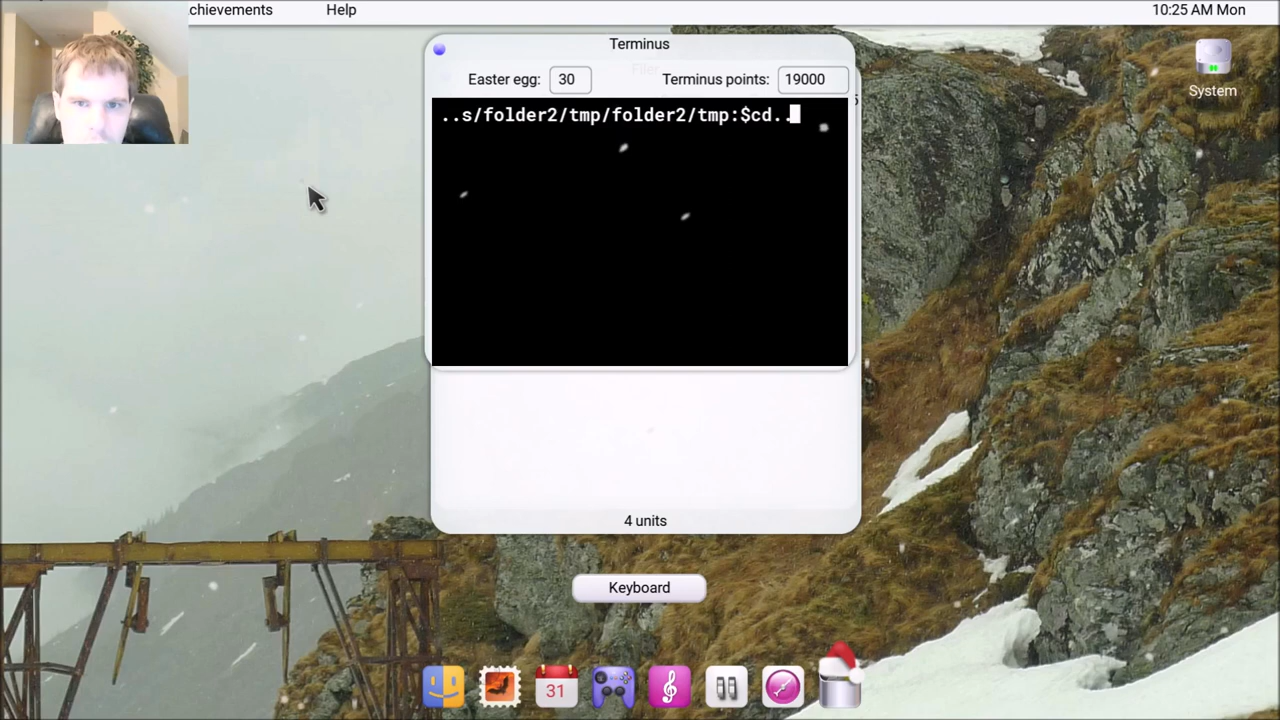 chievements Help 10:25 AM Mon
Terminus
Easter egg: 30 Terminus points: 19000
..s/folder2/tmp/folder2/tmp:$cd..
System
4 units
Keyboard
31